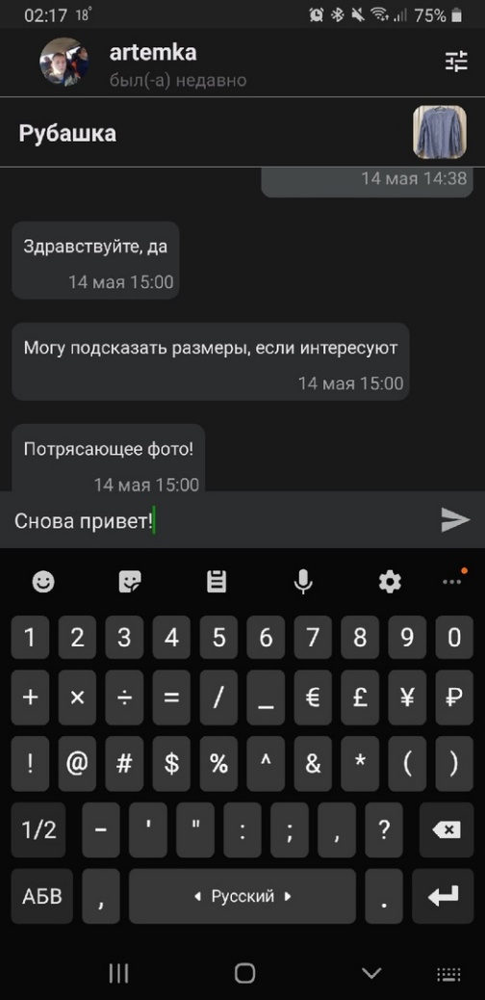 02:17 18° 75%
artemka
был(-а) недавно
Рубашка
14 мая 14:38
Здравствуйте, да
14 мая 15:00
Могу подсказать размеры, если интересуют
14 мая 15:00
Потрясающее фото!
14 мая 15:00
Снова привет!
1 2 3 4 5 6 7 8 9 0
+ × ÷ = / _ € £ ¥ ₽
! @ # $ % ^ & * ( )
1/2 - ' " : ; , ?
АБВ , Русский .